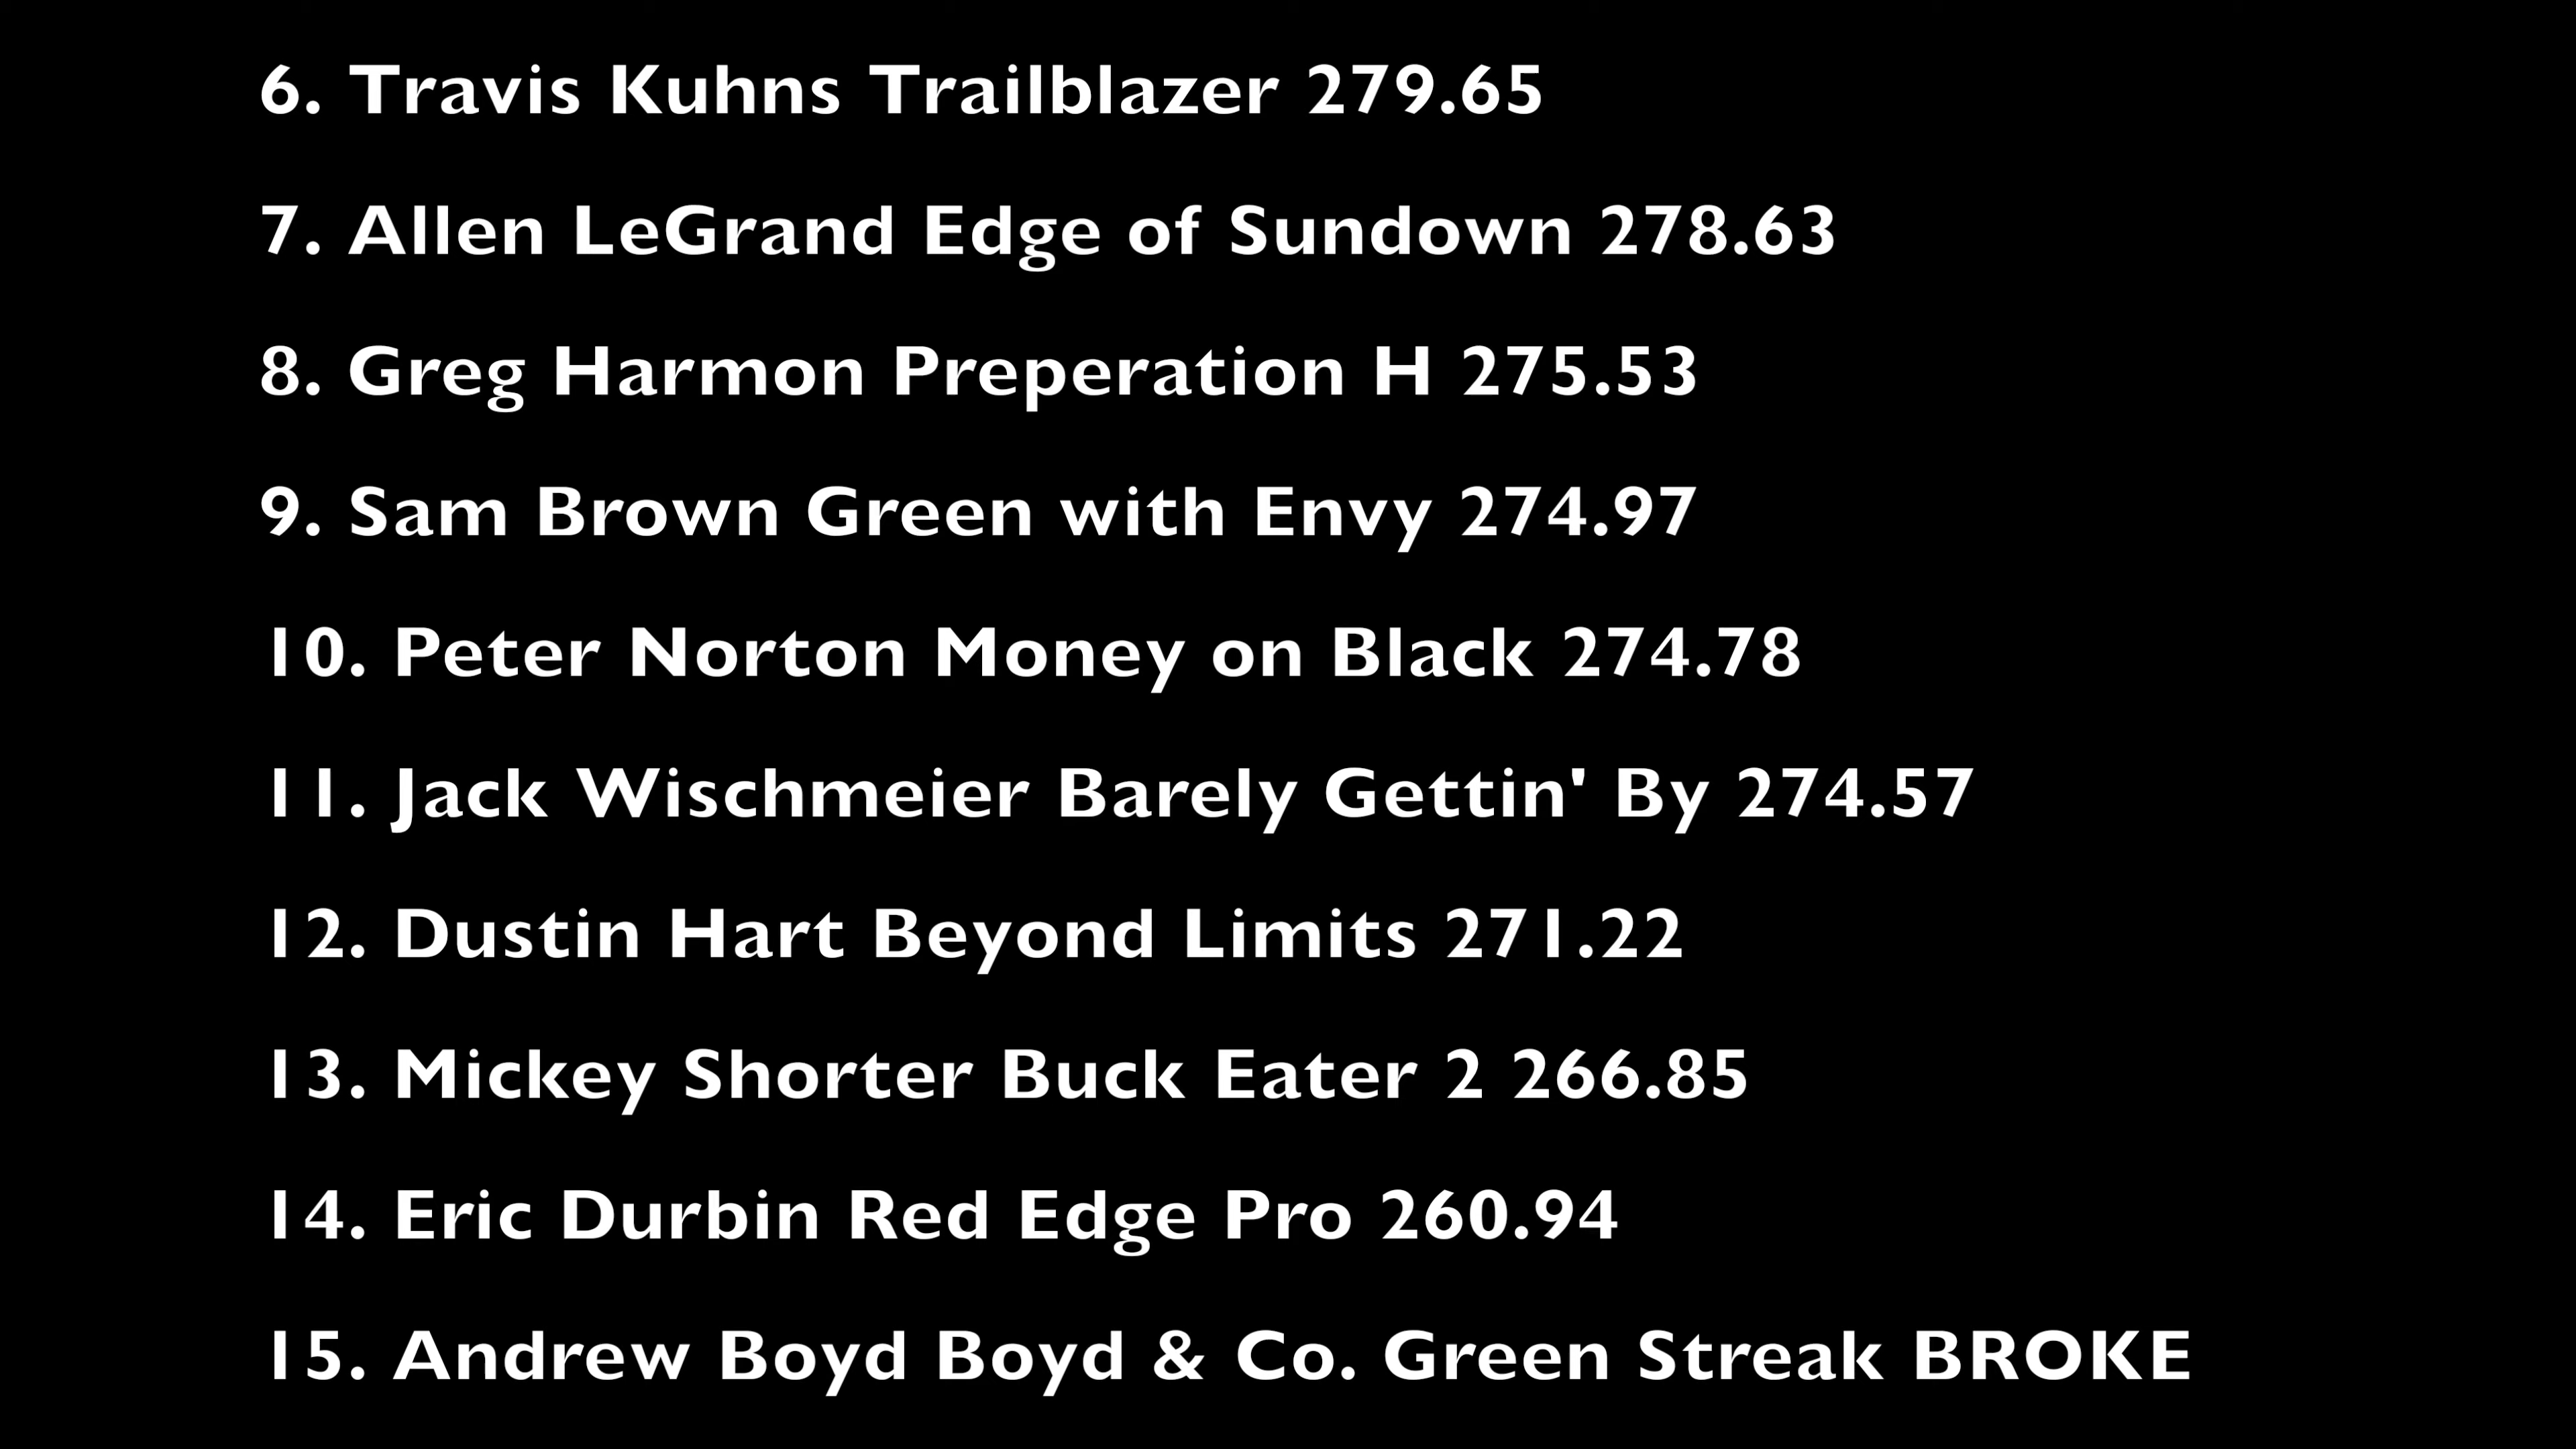 6. Travis Kuhns Trailblazer 279.65
7. Allen LeGrand Edge of Sundown 278.63
8. Greg Harmon Preperation H 275.53
9. Sam Brown Green with Envy 274.97
10. Peter Norton Money on Black 274.78
11. Jack Wischmeier Barely Gettin' By 274.57
12. Dustin Hart Beyond Limits 271.22
13. Mickey Shorter Buck Eater 2 266.85
14. Eric Durbin Red Edge Pro 260.94
15. Andrew Boyd Boyd & Co. Green Streak BROKE